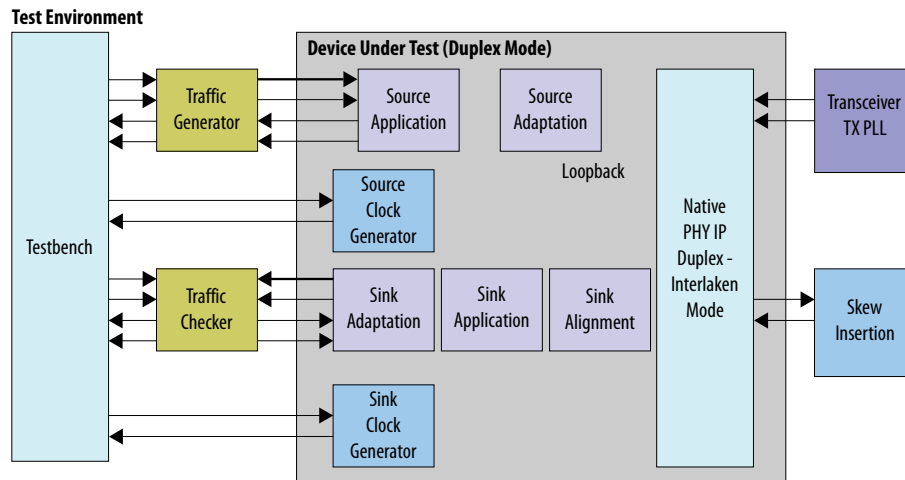 Test Environment
Device Under Test (Duplex Mode)
Traffic
Generator
Source
Application
Source
Adaptation
Transceiver
TX PLL
Loopback
Source
Clock
Generator
Testbench
Native
PHY IP
Duplex -
Interlaken
Mode
Traffic
Checker
Sink
Adaptation
Sink
Application
Sink
Alignment
Skew
Insertion
Sink
Clock
Generator